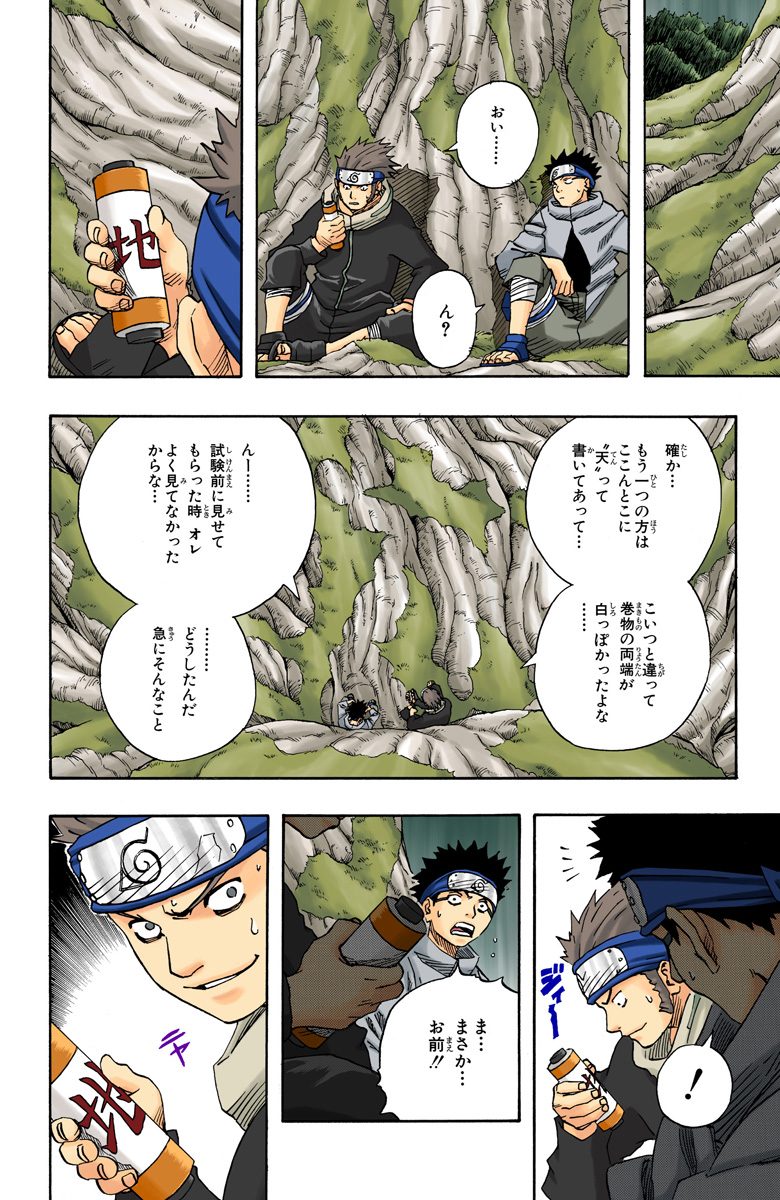 おい……
ん？
地
確か…
もう一つの方は
ここんとこに
〝天〟って
書いてあって…
こいつと違って
巻物の両端が
白っぽかったよな
んー……
試験前に見せて
もらった時 オレ
よく見てなかった
からな…
………
どうしたんだ
急にそんなこと
！
ジィー
ま…
まさか…
お前!!
ニヤ
地